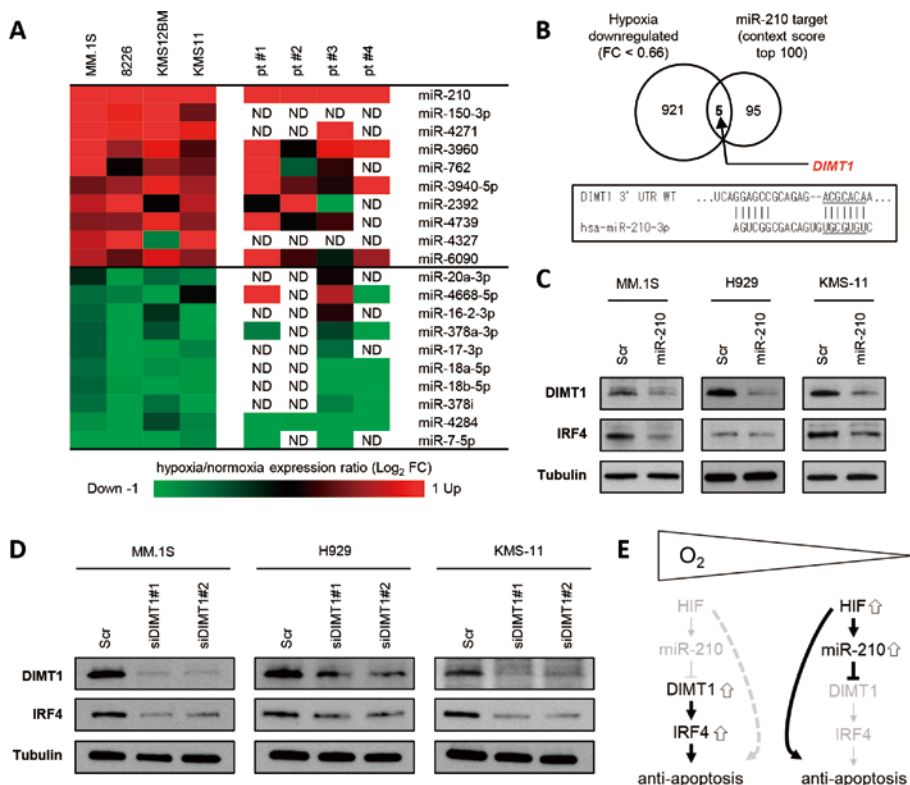 A
MM.1S 8226 KMS12BM KMS11 pt #1 pt #2 pt #3 pt #4
miR-210
ND ND ND ND miR-150-3p
ND ND ND miR-4271
miR-3960
ND miR-762
miR-3940-5p
ND miR-2392
ND miR-4739
ND ND ND ND miR-4327
miR-6090
ND ND ND miR-20a-3p
ND miR-4668-5p
ND ND ND miR-16-2-3p
ND miR-378a-3p
ND ND ND miR-17-3p
ND ND miR-18a-5p
ND ND miR-18b-5p
ND ND miR-378i
miR-4284
ND ND miR-7-5p
hypoxia/normoxia expression ratio (Log2 FC)
Down -1 1 Up
B
Hypoxia downregulated (FC < 0.66)
miR-210 target (context score top 100)
921 5 95
DIMT1
DIMT1 3' UTR WT ...UCAGGAGCCGCAGAG--ACGCACAA...
hsa-miR-210-3p AGUCGGCGACAGUGUGCGUGUC
C
MM.1S H929 KMS-11
Scr miR-210 Scr miR-210 Scr miR-210
DIMT1
IRF4
Tubulin
D
MM.1S H929 KMS-11
Scr siDIMT1#1 siDIMT1#2 Scr siDIMT1#1 siDIMT1#2 Scr siDIMT1#1 siDIMT1#2
DIMT1
IRF4
Tubulin
E
O2
HIF HIF
miR-210 miR-210
DIMT1 DIMT1
IRF4 IRF4
anti-apoptosis anti-apoptosis